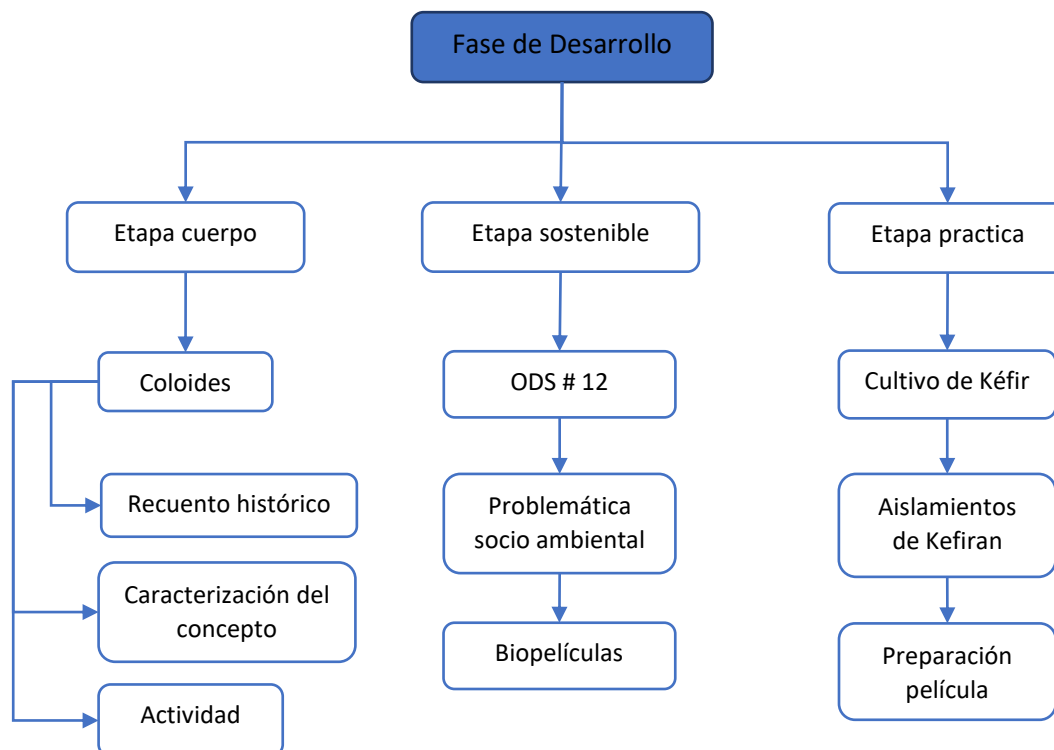 Fase de Desarrollo
Etapa cuerpo
Etapa sostenible
Etapa practica
Coloides
ODS # 12
Cultivo de Kéfir
Recuento histórico
Problemática
socio ambiental
Aislamientos
de Kefiran
Caracterización del
concepto
Biopelículas
Preparación
película
Actividad